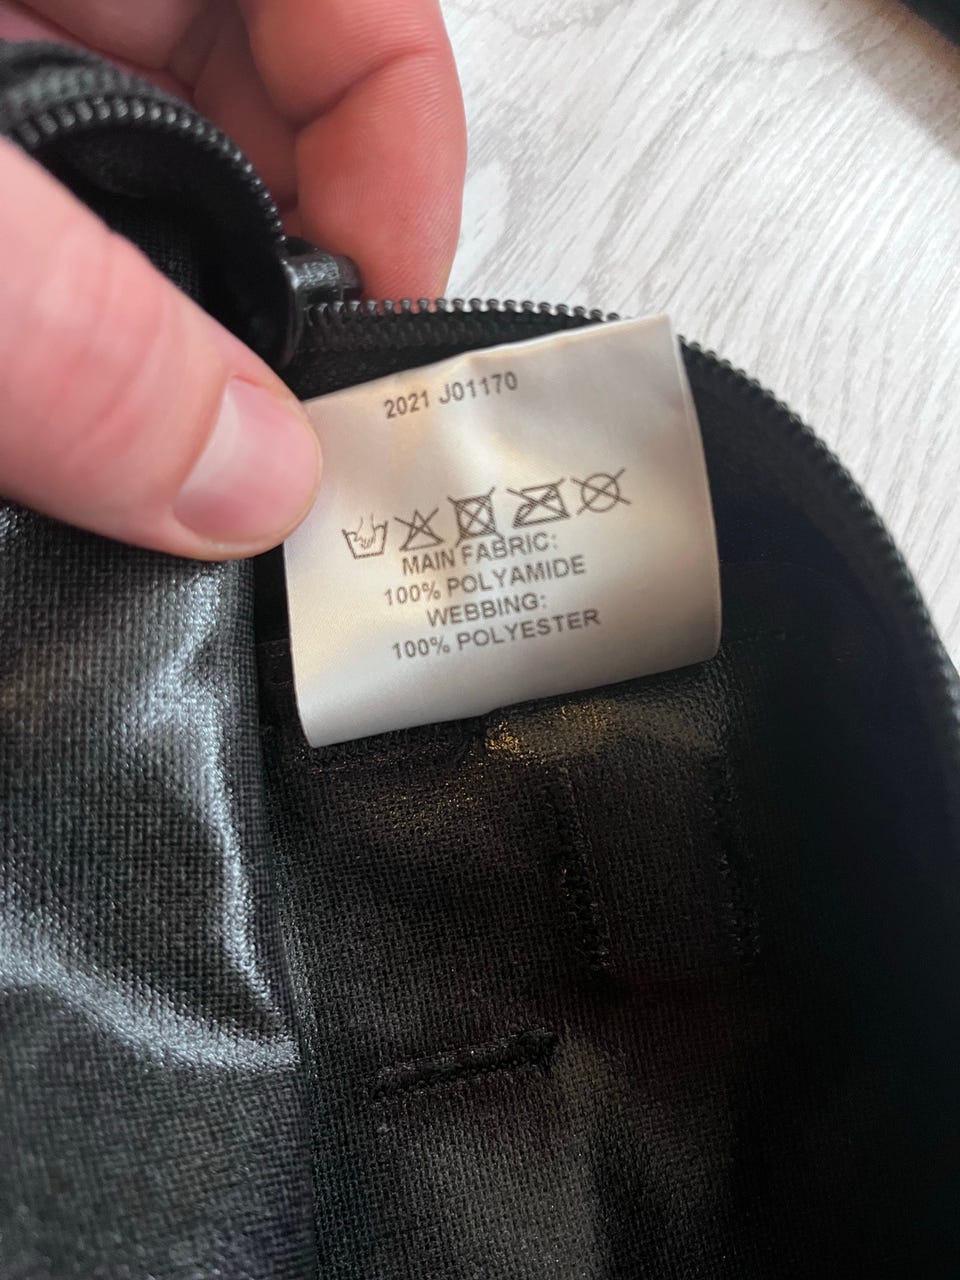 2021 J01170
MAIN FABRIC:
100% POLYAMIDE
WEBBING:
100% POLYESTER